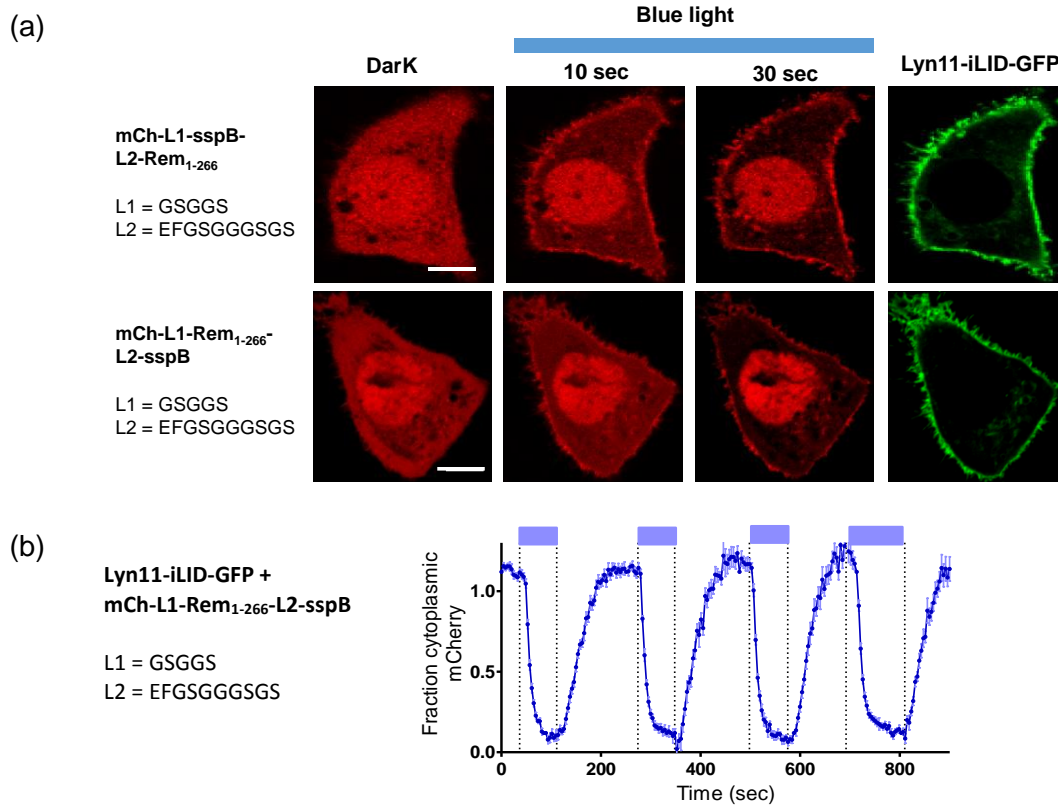 (a)
Blue light
DarK
10 sec
30 sec
Lyn11-iLID-GFP
mCh-L1-sspB-
L2-Rem1-266
L1 = GSGGS
L2 = EFGSGGGSGS
mCh-L1-Rem1-266-
L2-sspB
L1 = GSGGS
L2 = EFGSGGGSGS
(b)
Lyn11-iLID-GFP +
mCh-L1-Rem1-266-L2-sspB
L1 = GSGGS
L2 = EFGSGGGSGS
Fraction cytoplasmic
mCherry
1.0
0.5
0.0
0
200
400
600
800
Time (sec)